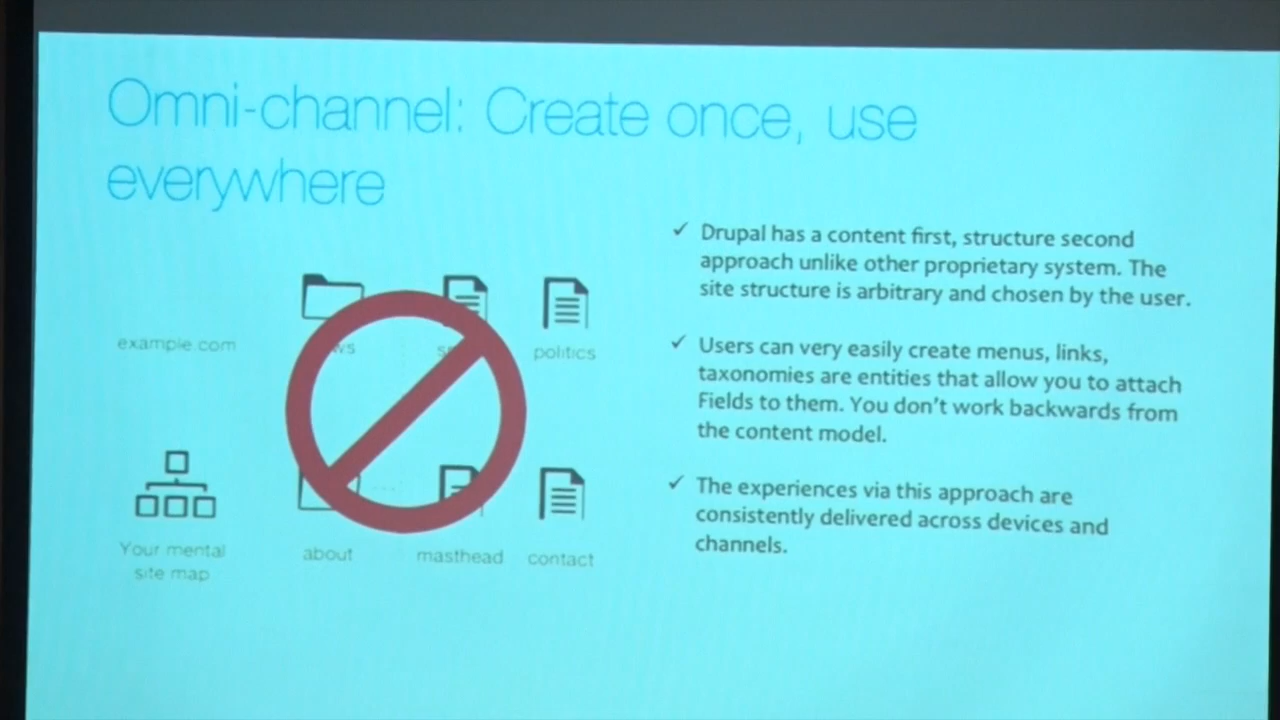 Omni-channel: Create once, use
everywhere
example.com
politics
Your mental
site map
about
masthead
contact
✓ Drupal has a content first, structure second
approach unlike other proprietary system. The
site structure is arbitrary and chosen by the user.
✓ Users can very easily create menus, links,
taxonomies are entities that allow you to attach
Fields to them. You don't work backwards from
the content model.
✓ The experiences via this approach are
consistently delivered across devices and
channels.